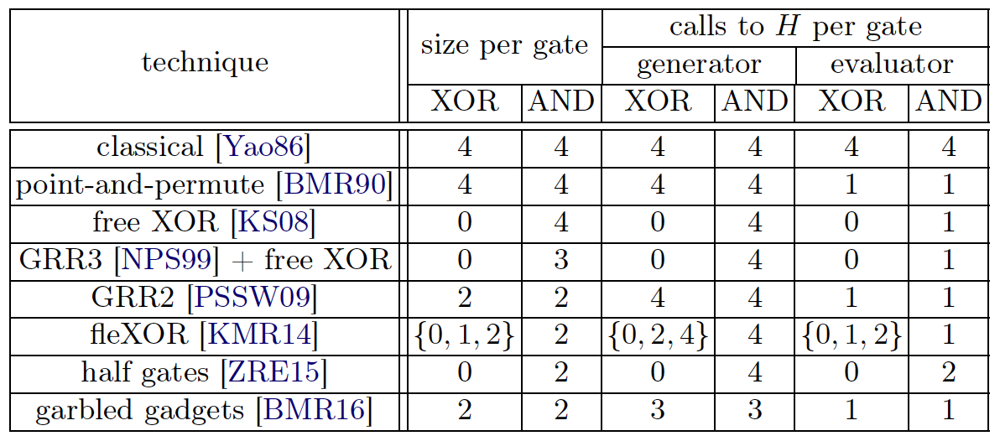 technique size per gate calls to H per gate
generator evaluator
XOR AND XOR AND XOR AND
classical [Yao86] 4 4 4 4 4 4
point-and-permute [BMR90] 4 4 4 4 1 1
free XOR [KS08] 0 4 0 4 0 1
GRR3 [NPS99] + free XOR 0 3 0 4 0 1
GRR2 [PSSW09] 2 2 4 4 1 1
fleXOR [KMR14] {0, 1, 2} 2 {0, 2, 4} 4 {0, 1, 2} 1
half gates [ZRE15] 0 2 0 4 0 2
garbled gadgets [BMR16] 2 2 3 3 1 1